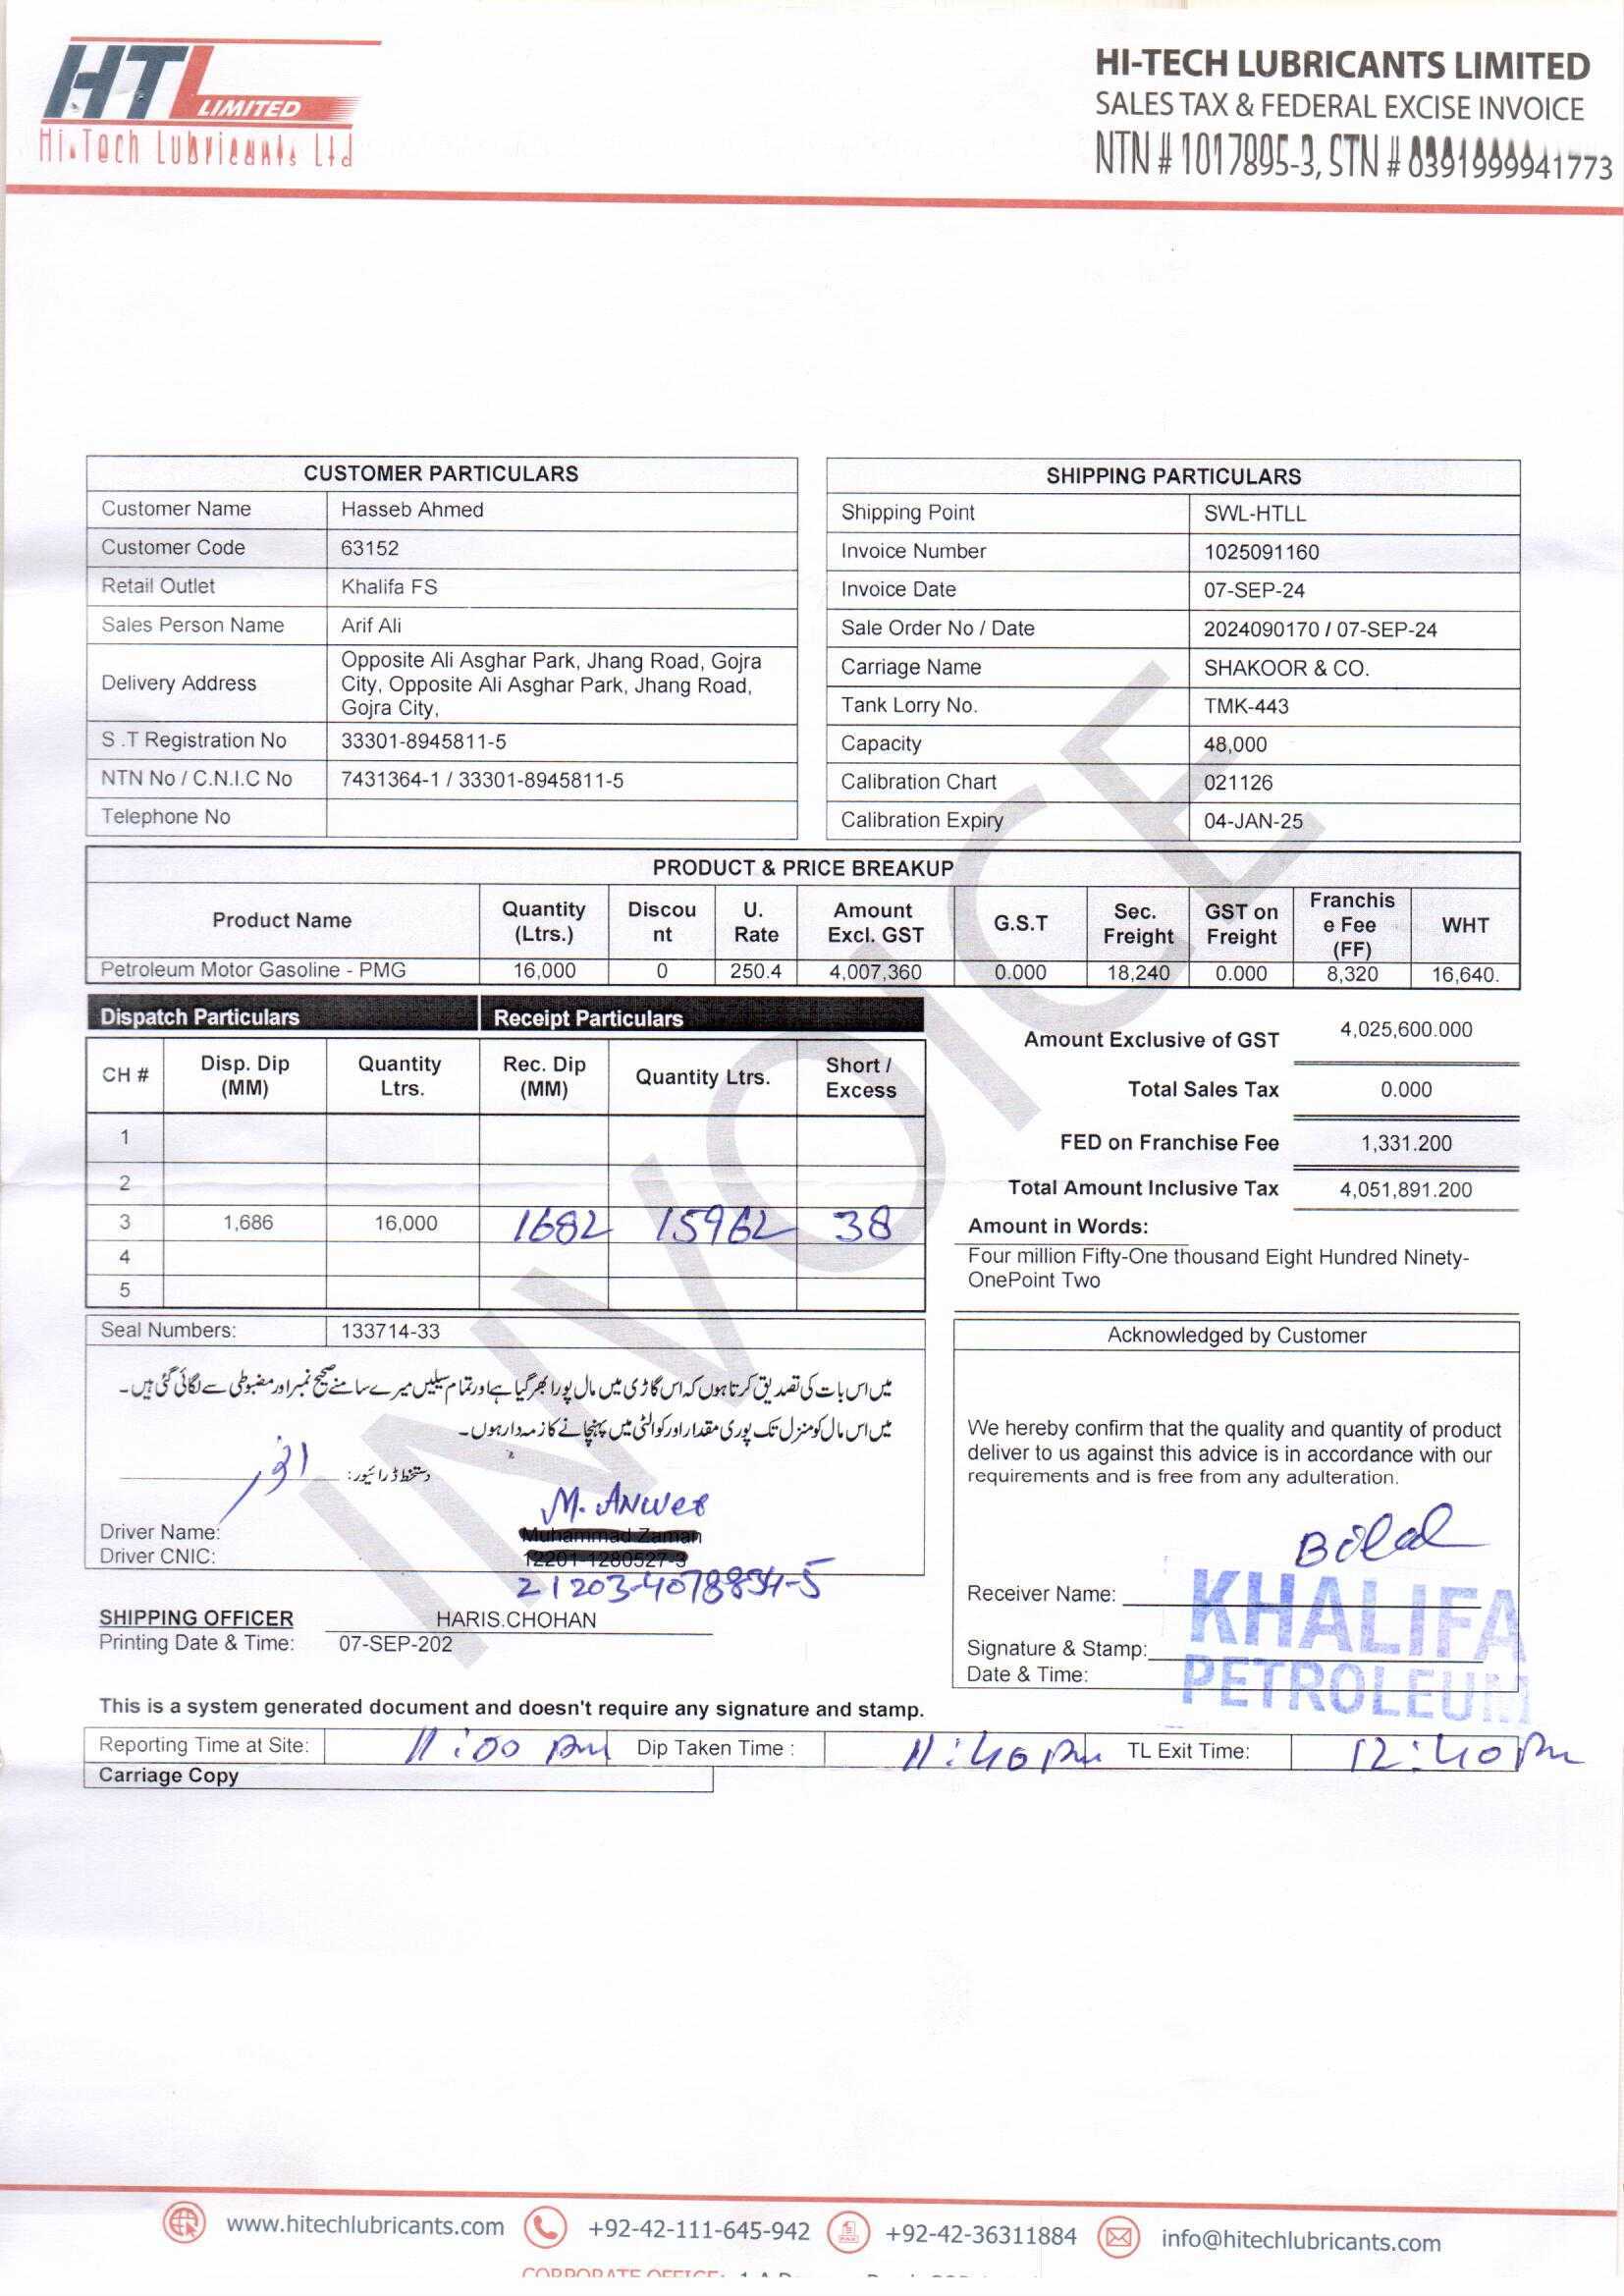 HTL LIMITED
Hi-Tech Lubricants Ltd
HI-TECH LUBRICANTS LIMITED
SALES TAX & FEDERAL EXCISE INVOICE
NTN # 1017895-3, STN # 0391999941773
CUSTOMER PARTICULARS
Customer Name Hasseb Ahmed
Customer Code 63152
Retail Outlet Khalifa FS
Sales Person Name Arif Ali
Delivery Address Opposite Ali Asghar Park, Jhang Road, Gojra
City, Opposite Ali Asghar Park, Jhang Road,
Gojra City,
S .T Registration No 33301-8945811-5
NTN No / C.N.I.C No 7431364-1 / 33301-8945811-5
Telephone No
SHIPPING PARTICULARS
Shipping Point SWL-HTLL
Invoice Number 1025091160
Invoice Date 07-SEP-24
Sale Order No / Date 2024090170 / 07-SEP-24
Carriage Name SHAKOOR & CO.
Tank Lorry No. TMK-443
Capacity 48,000
Calibration Chart 021126
Calibration Expiry 04-JAN-25
INVOICE
PRODUCT & PRICE BREAKUP
Product Name Quantity (Ltrs.) Discou nt U. Rate Amount Excl. GST G.S.T Sec. Freight GST on Freight Franchis e Fee (FF) WHT
Petroleum Motor Gasoline - PMG 16,000 0 250.4 4,007,360 0.000 18,240 0.000 8,320 16,640.
Dispatch Particulars Receipt Particulars
CH # Disp. Dip (MM) Quantity Ltrs. Rec. Dip (MM) Quantity Ltrs. Short / Excess
1
2
3 1,686 16,000 1682 15962 38
4
5
Amount Exclusive of GST 4,025,600.000
Total Sales Tax 0.000
FED on Franchise Fee 1,331.200
Total Amount Inclusive Tax 4,051,891.200
Amount in Words:
Four million Fifty-One thousand Eight Hundred Ninety-
OnePoint Two
Seal Numbers: 133714-33
میں اس بات کی تصدیق کرتا ہوں کہ اس گاڑی میں مال پورا بھر گیا ہے اور تمام سیلیں میرے سامنے صحیح نمبر اور مضبوطی سے لگائی گئی ہیں۔
میں اس مال کو منزل تک پوری مقدار اور کوالٹی میں پہنچانے کا زمہ دار ہوں۔
دستخط ڈرائیور: انور
M. Anwer
Driver Name: Muhammad Zaman
Driver CNIC: 12201-1280527-3
21203-4078834-5
SHIPPING OFFICER HARIS.CHOHAN
Printing Date & Time: 07-SEP-202
Acknowledged by Customer
We hereby confirm that the quality and quantity of product
deliver to us against this advice is in accordance with our
requirements and is free from any adulteration.
Bilal
Receiver Name:
Signature & Stamp:
Date & Time:
KHALIFA
PETROLEUM
This is a system generated document and doesn't require any signature and stamp.
Reporting Time at Site: 11:00 pm Dip Taken Time : 11:40 pm TL Exit Time: 12:40 Pm
Carriage Copy
www.hitechlubricants.com +92-42-111-645-942 +92-42-36311884 info@hitechlubricants.com
CORPORATE OFFICE: